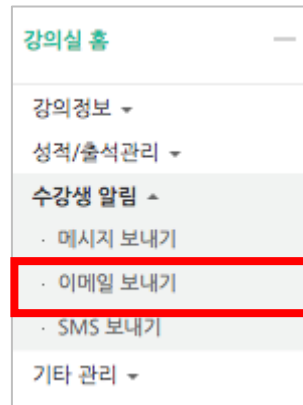 강의실 홈
강의정보
성적/출석관리
수강생 알림
· 메시지 보내기
· 이메일 보내기
· SMS 보내기
기타 관리